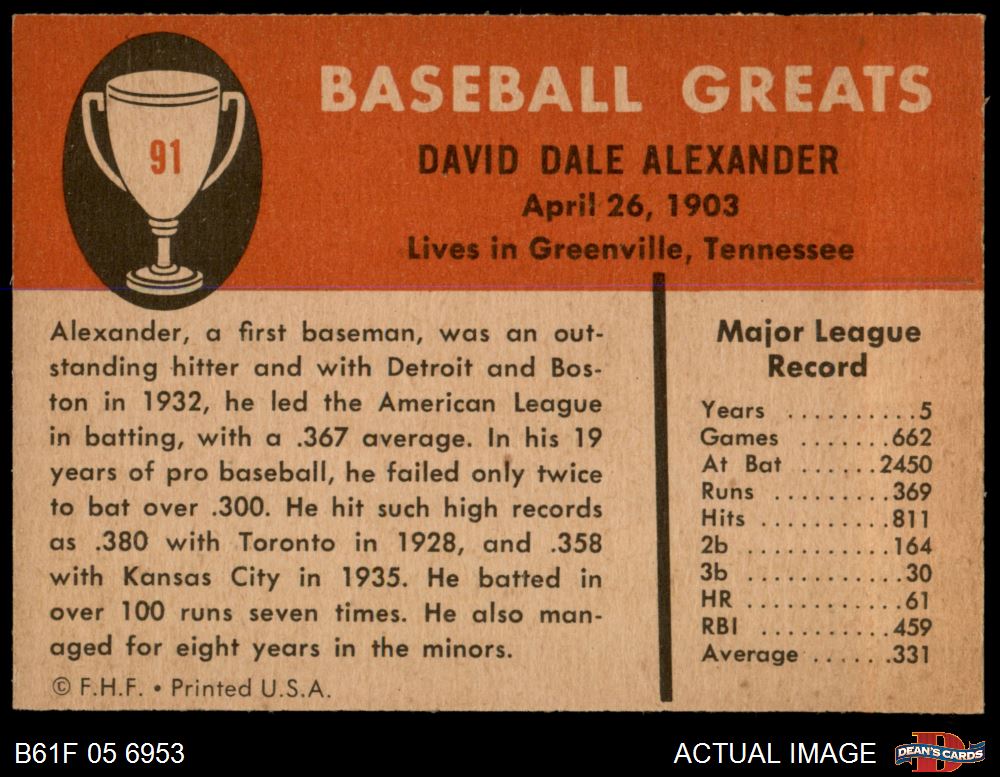 91
BASEBALL GREATS
DAVID DALE ALEXANDER
April 26, 1903
Lives in Greenville, Tennessee
Alexander, a first baseman, was an out-
standing hitter and with Detroit and Bos-
ton in 1932, he led the American League
in batting, with a .367 average. In his 19
years of pro baseball, he failed only twice
to bat over .300. He hit such high records
as .380 with Toronto in 1928, and .358
with Kansas City in 1935. He batted in
over 100 runs seven times. He also man-
aged for eight years in the minors.
© F.H.F. • Printed U.S.A.
Major League
Record
Years ..........5
Games .......662
At Bat ......2450
Runs .........369
Hits ..........811
2b ...........164
3b ............30
HR ............61
RBI ..........459
Average ......331
B61F 05 6953
ACTUAL IMAGE
D
DEAN'S CARDS